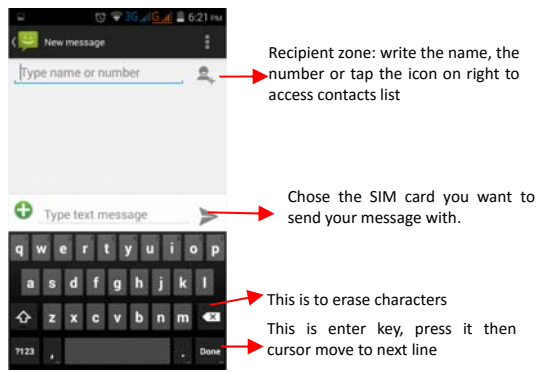 3G G 6:21 PM
New message
Type name or number
Recipient zone: write the name, the
number or tap the icon on right to
access contacts list
Type text message
Chose the SIM card you want to
send your message with.
q w e r t y u i o p
a s d f g h j k l
z x c v b n m
?123 , . Done
This is to erase characters
This is enter key, press it then
cursor move to next line